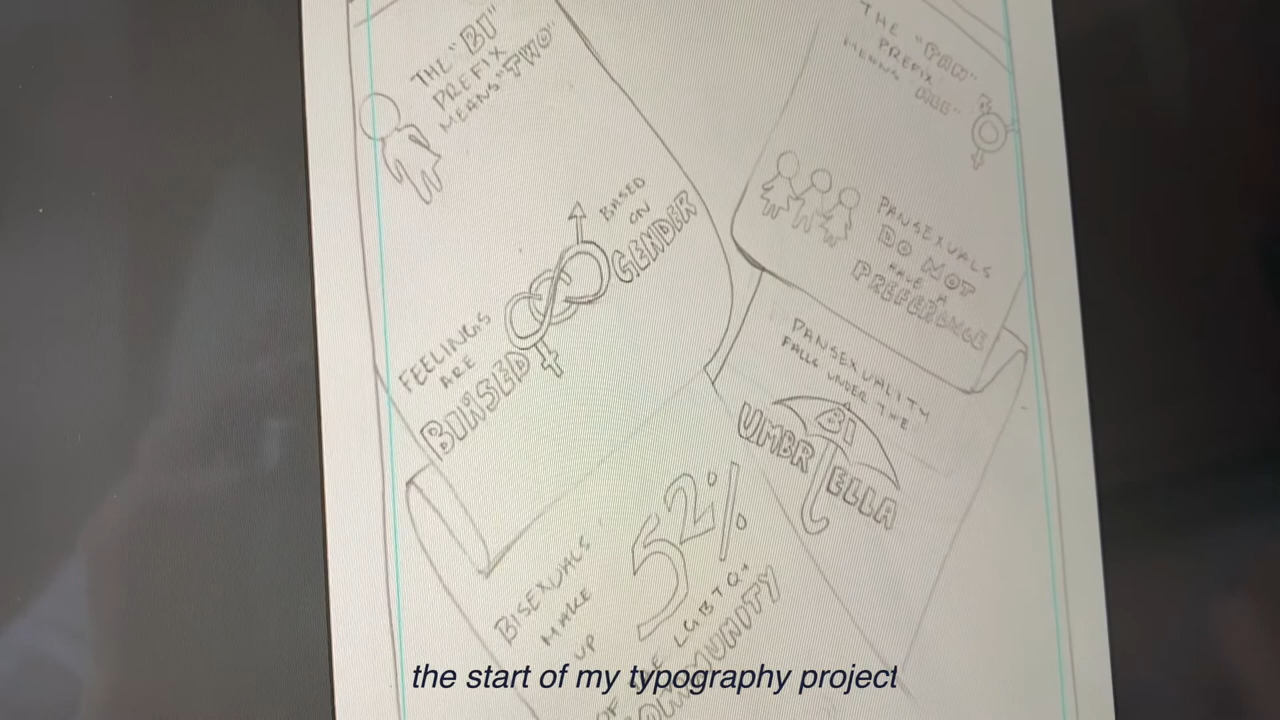 THE "BI"
PREFIX
MEANS "TWO"
FEELINGS
ARE
BIASED
BASED
ON
GENDER
BISEXUALS
MAKE
UP
52%
OF THE LGBTQ+
COMMUNITY
THE "PAN"
PREFIX
MEANS
PANSEXUALS
DO NOT
HAVE A
PREFERENCE
PANSEXUALITY
FALLS UNDER THE
BI
UMBRELLA
the start of my typography project